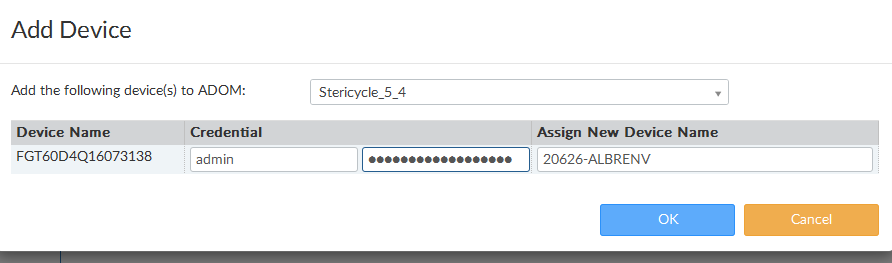 Add Device
Add the following device(s) to ADOM: Stericycle_5_4
Device Name Credential Assign New Device Name
FGT60D4Q16073138 admin ●●●●●●●●●●●●●●●●●● 20626-ALBRENV
OK Cancel